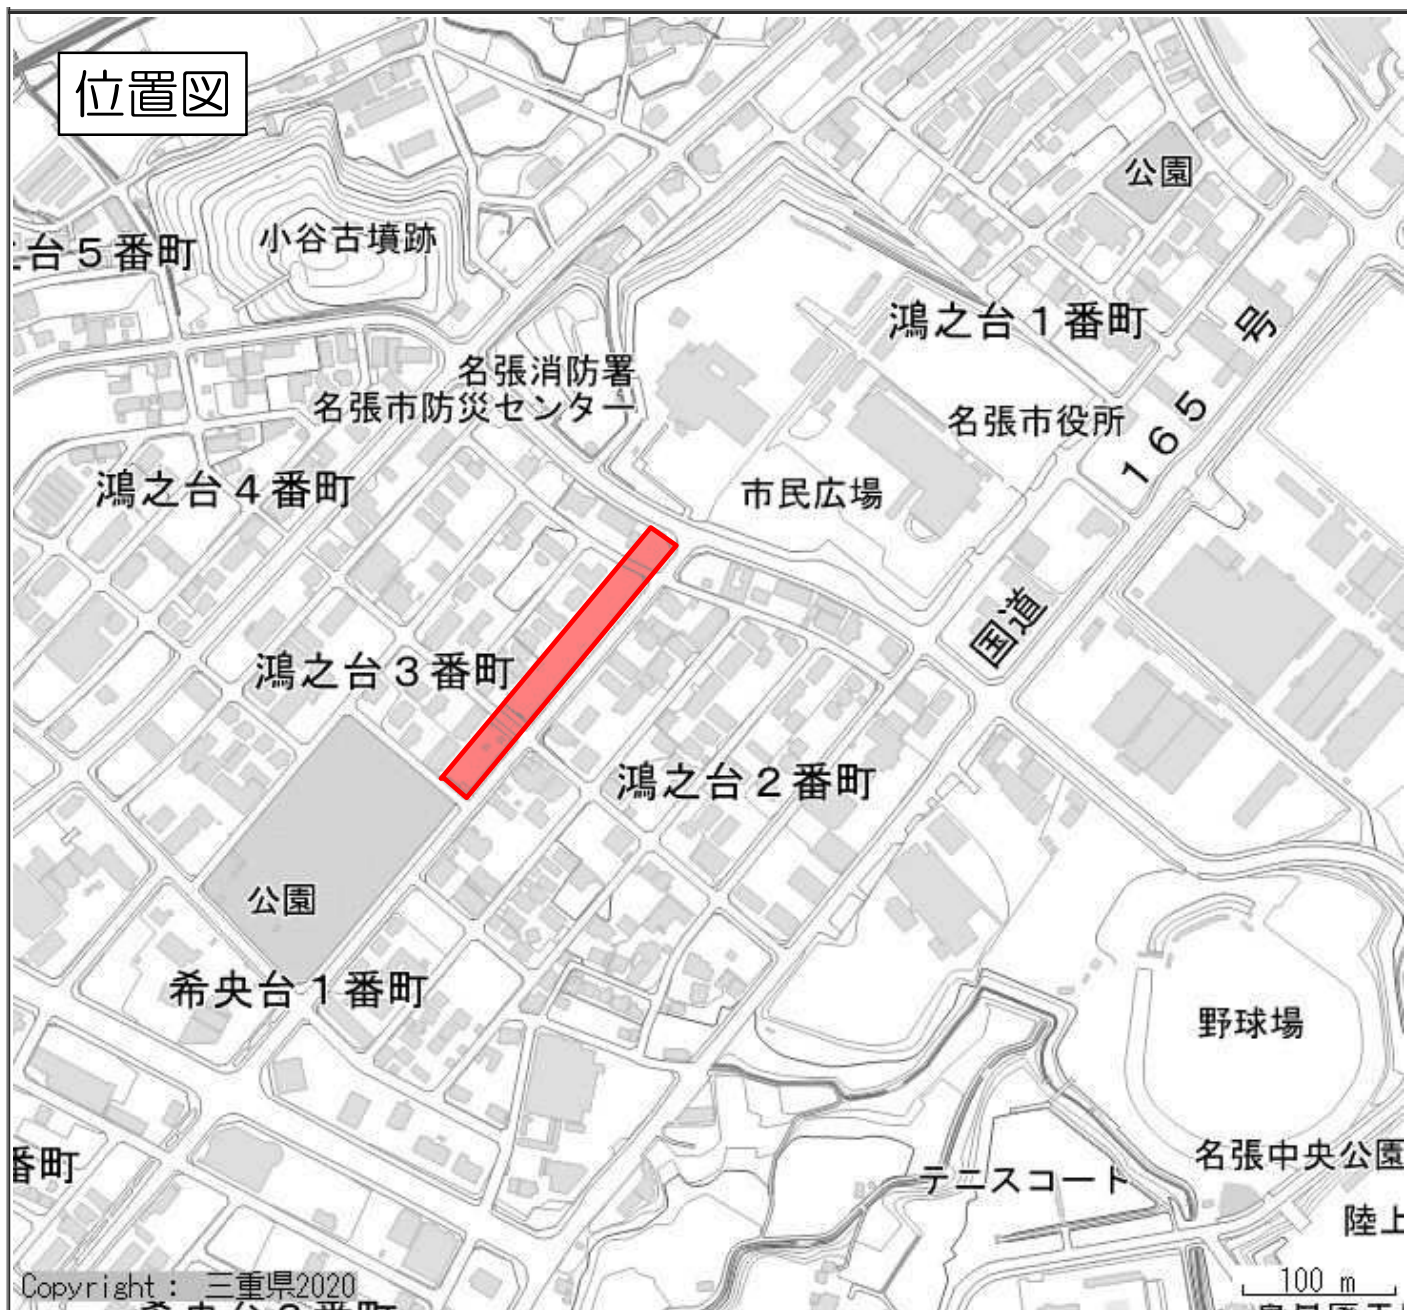 位置図
公園
小谷古墳跡
台５番町
鴻之台１番町
号
名張消防署
名張市防災センター
名張市役所
１６５
鴻之台４番町
市民広場
国道
鴻之台３番町
鴻之台２番町
公園
希央台１番町
野球場
番町
名張中央公園
テニスコート
陸上
Copyright： 三重県2020
100 m